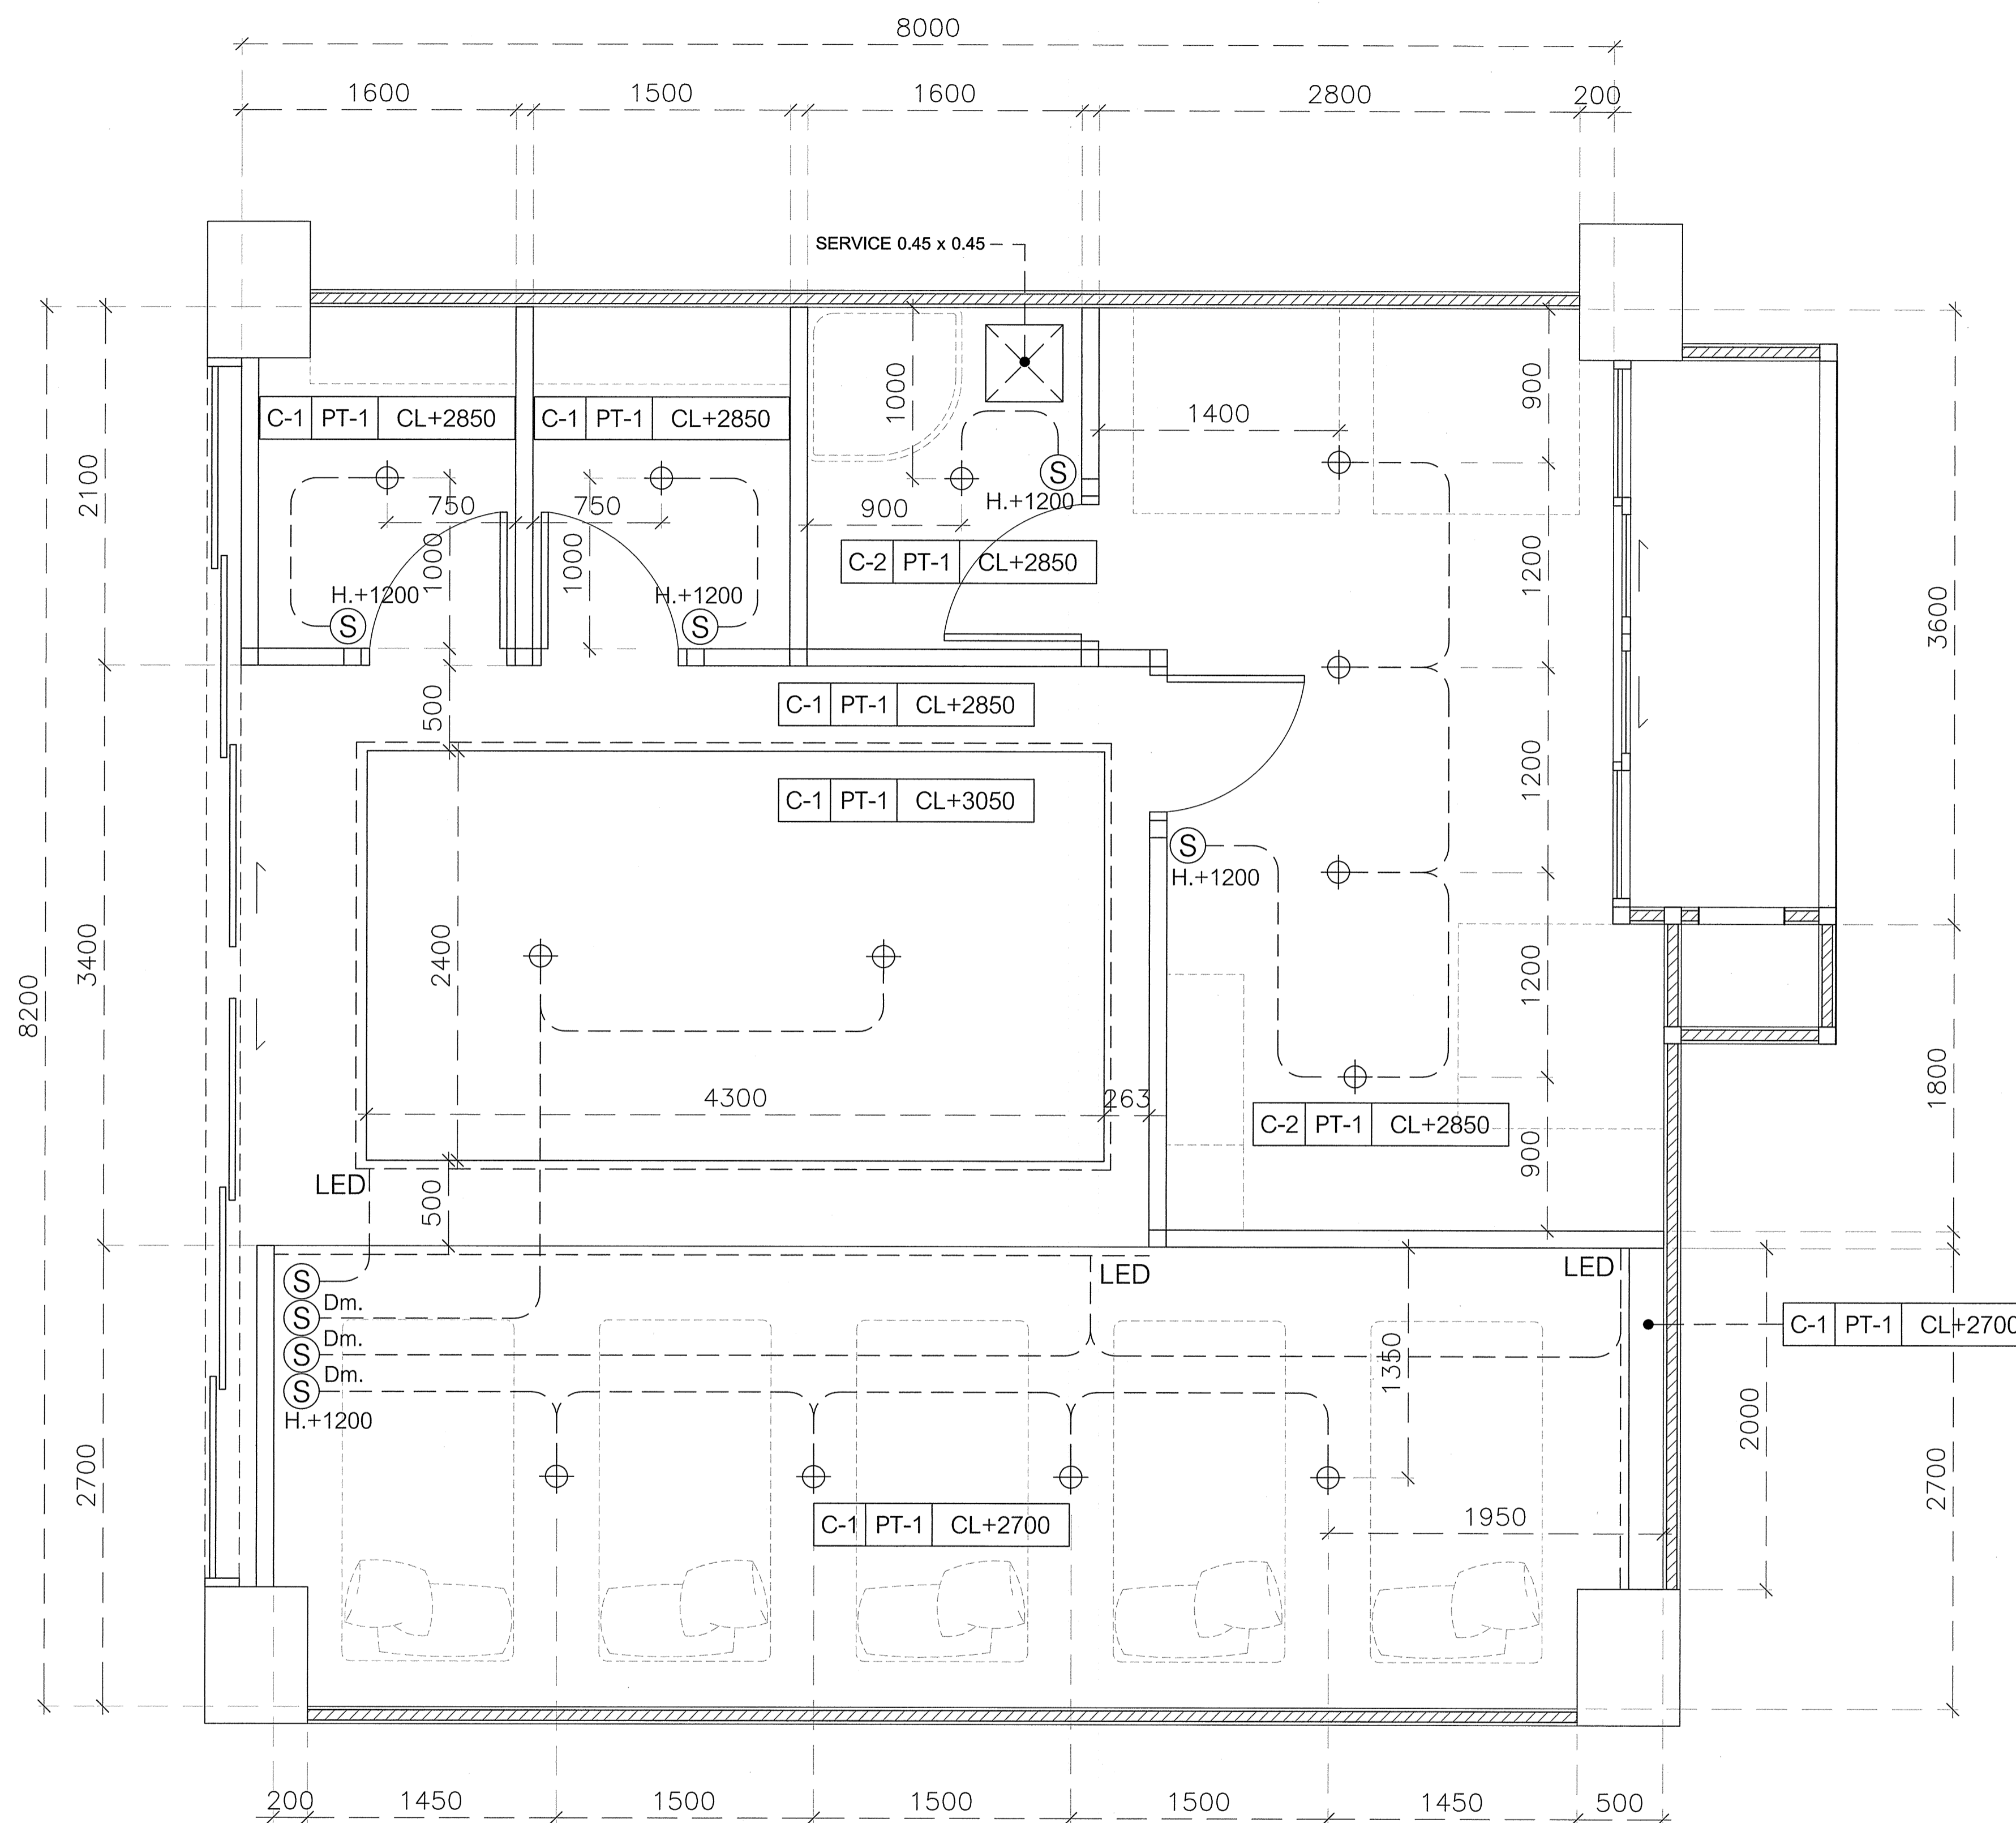 8000
1600 1500 1600 2800 200
SERVICE 0.45 x 0.45
C-1 PT-1 CL+2850
C-1 PT-1 CL+2850
1000
1400
900
2100
750
750
900
S
H.+1200
1000
1000
C-2 PT-1 CL+2850
1200
3600
H.+1200
S
H.+1200
S
500
C-1 PT-1 CL+2850
C-1 PT-1 CL+3050
1200
S
H.+1200
3400
2400
1200
8200
4300
263
C-2 PT-1 CL+2850
1800
900
LED
500
S
Dm.
S
Dm.
S
Dm.
S
H.+1200
LED
LED
C-1 PT-1 CL+2700
1350
2000
2700
2700
C-1 PT-1 CL+2700
1950
200 1450 1500 1500 1500 1450 500